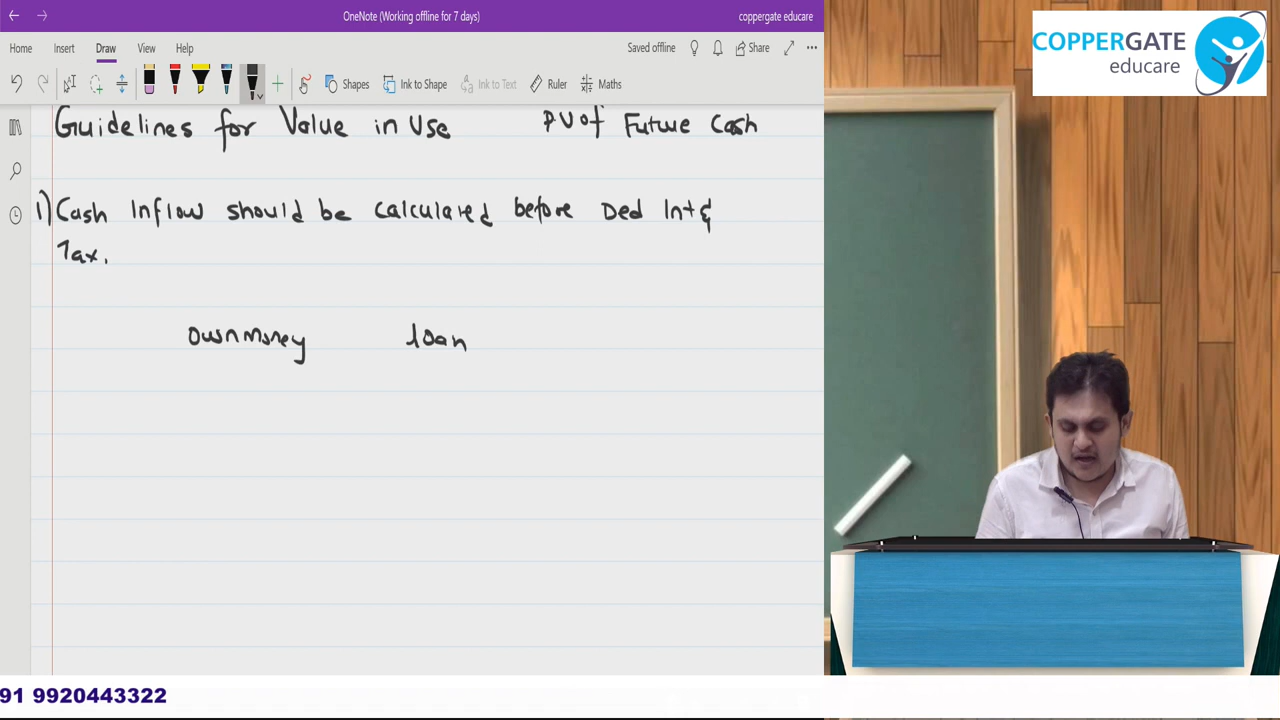 OneNote (Working offline for 7 days)
coppergate educare
Home Insert Draw View Help
Saved offline Share
Shapes Ink to Shape Ink to Text Ruler Maths
Guidelines for Value in Use PV of Future Cash
1) Cash Inflow should be calculated before Ded Int &
Tax.
Own Money loan
COPPERGATE
educare
91 9920443322